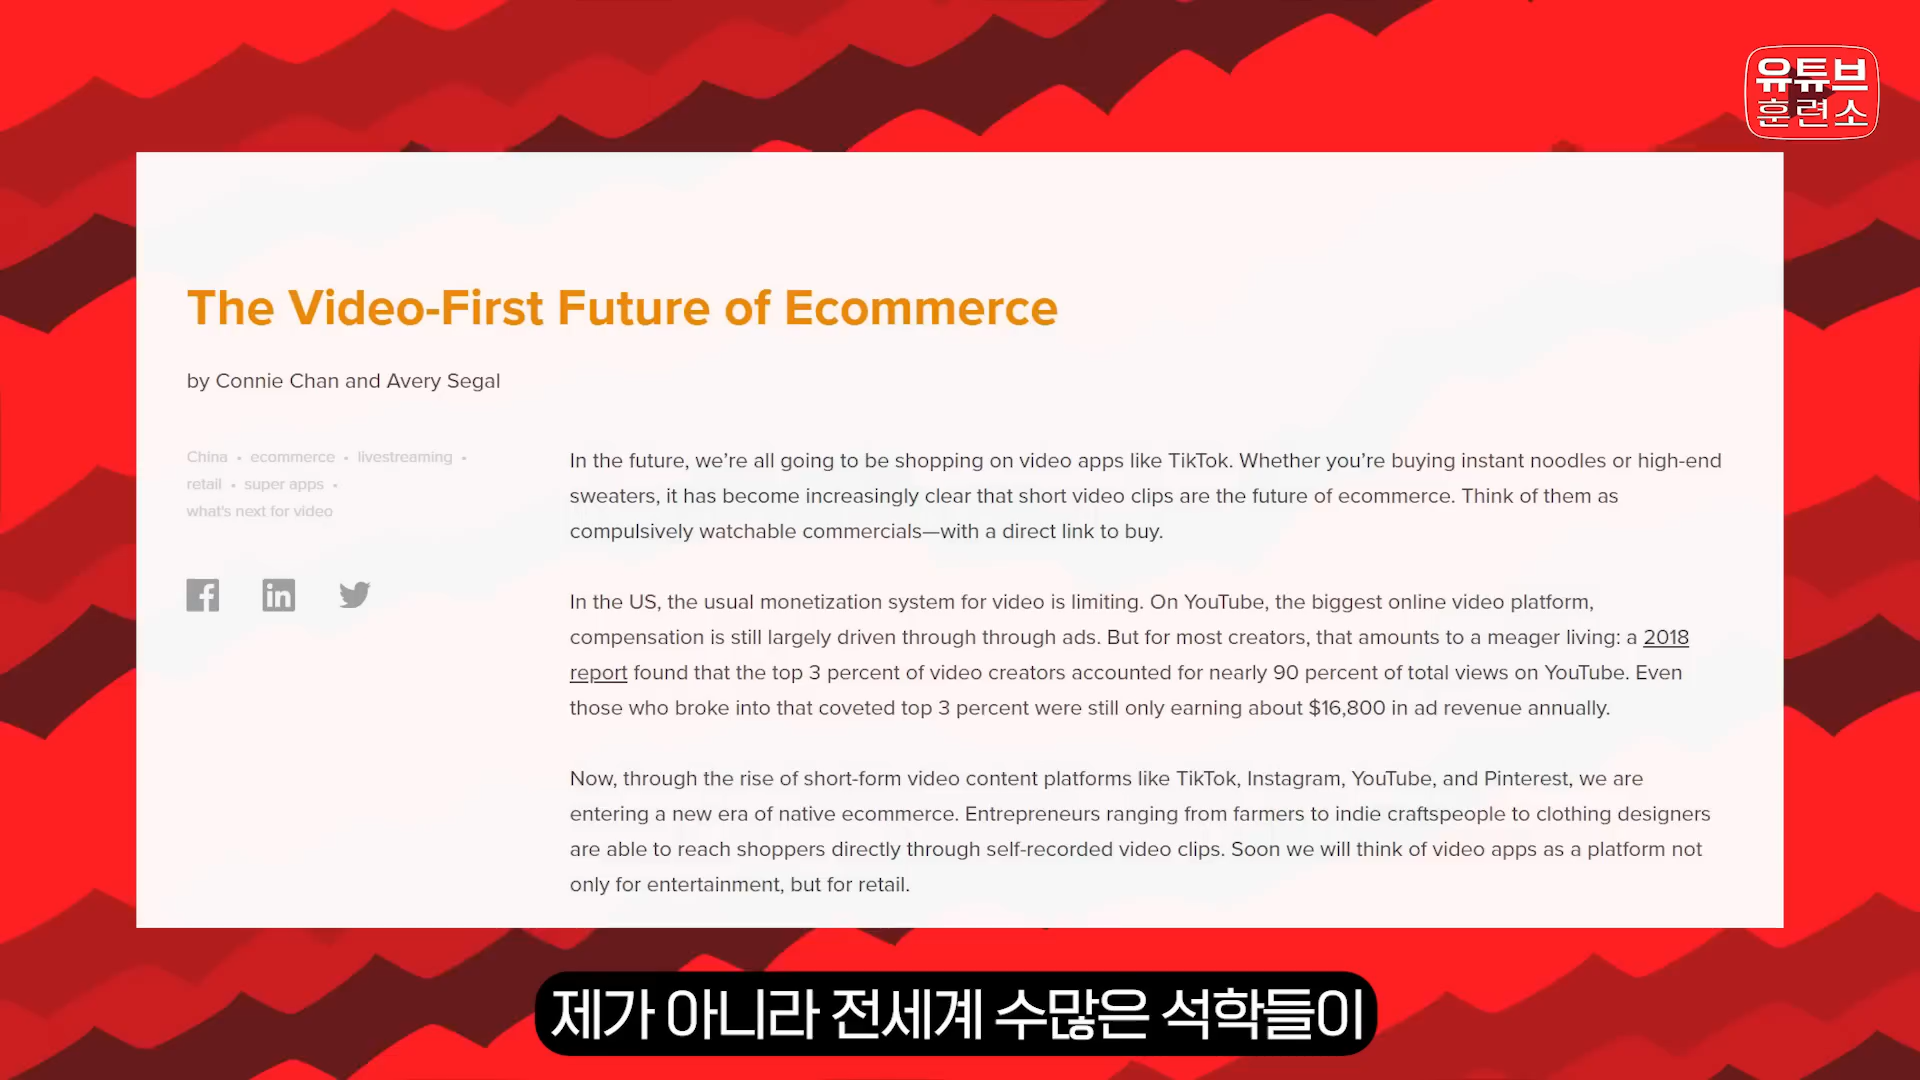 유튜브
훈련소
The Video-First Future of Ecommerce
by Connie Chan and Avery Segal
China • ecommerce • livestreaming •
retail • super apps •
what's next for video
In the future, we’re all going to be shopping on video apps like TikTok. Whether you’re buying instant noodles or high-end
sweaters, it has become increasingly clear that short video clips are the future of ecommerce. Think of them as
compulsively watchable commercials—with a direct link to buy.
In the US, the usual monetization system for video is limiting. On YouTube, the biggest online video platform,
compensation is still largely driven through through ads. But for most creators, that amounts to a meager living: a 2018
report found that the top 3 percent of video creators accounted for nearly 90 percent of total views on YouTube. Even
those who broke into that coveted top 3 percent were still only earning about $16,800 in ad revenue annually.
Now, through the rise of short-form video content platforms like TikTok, Instagram, YouTube, and Pinterest, we are
entering a new era of native ecommerce. Entrepreneurs ranging from farmers to indie craftspeople to clothing designers
are able to reach shoppers directly through self-recorded video clips. Soon we will think of video apps as a platform not
only for entertainment, but for retail.
제가 아니라 전세계 수많은 석학들이